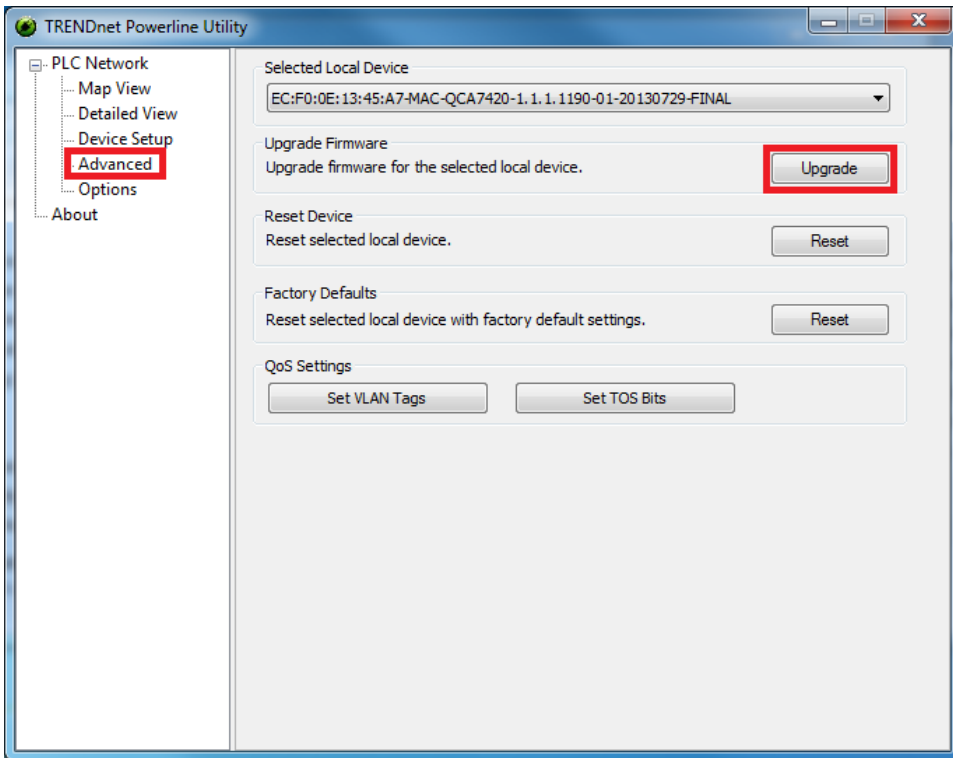 TRENDnet Powerline Utility
PLC Network
Map View
Detailed View
Device Setup
Advanced
Options
About
Selected Local Device
EC:F0:0E:13:45:A7-MAC-QCA7420-1.1.1.1190-01-20130729-FINAL
Upgrade Firmware
Upgrade firmware for the selected local device.
Upgrade
Reset Device
Reset selected local device.
Reset
Factory Defaults
Reset selected local device with factory default settings.
Reset
QoS Settings
Set VLAN Tags
Set TOS Bits